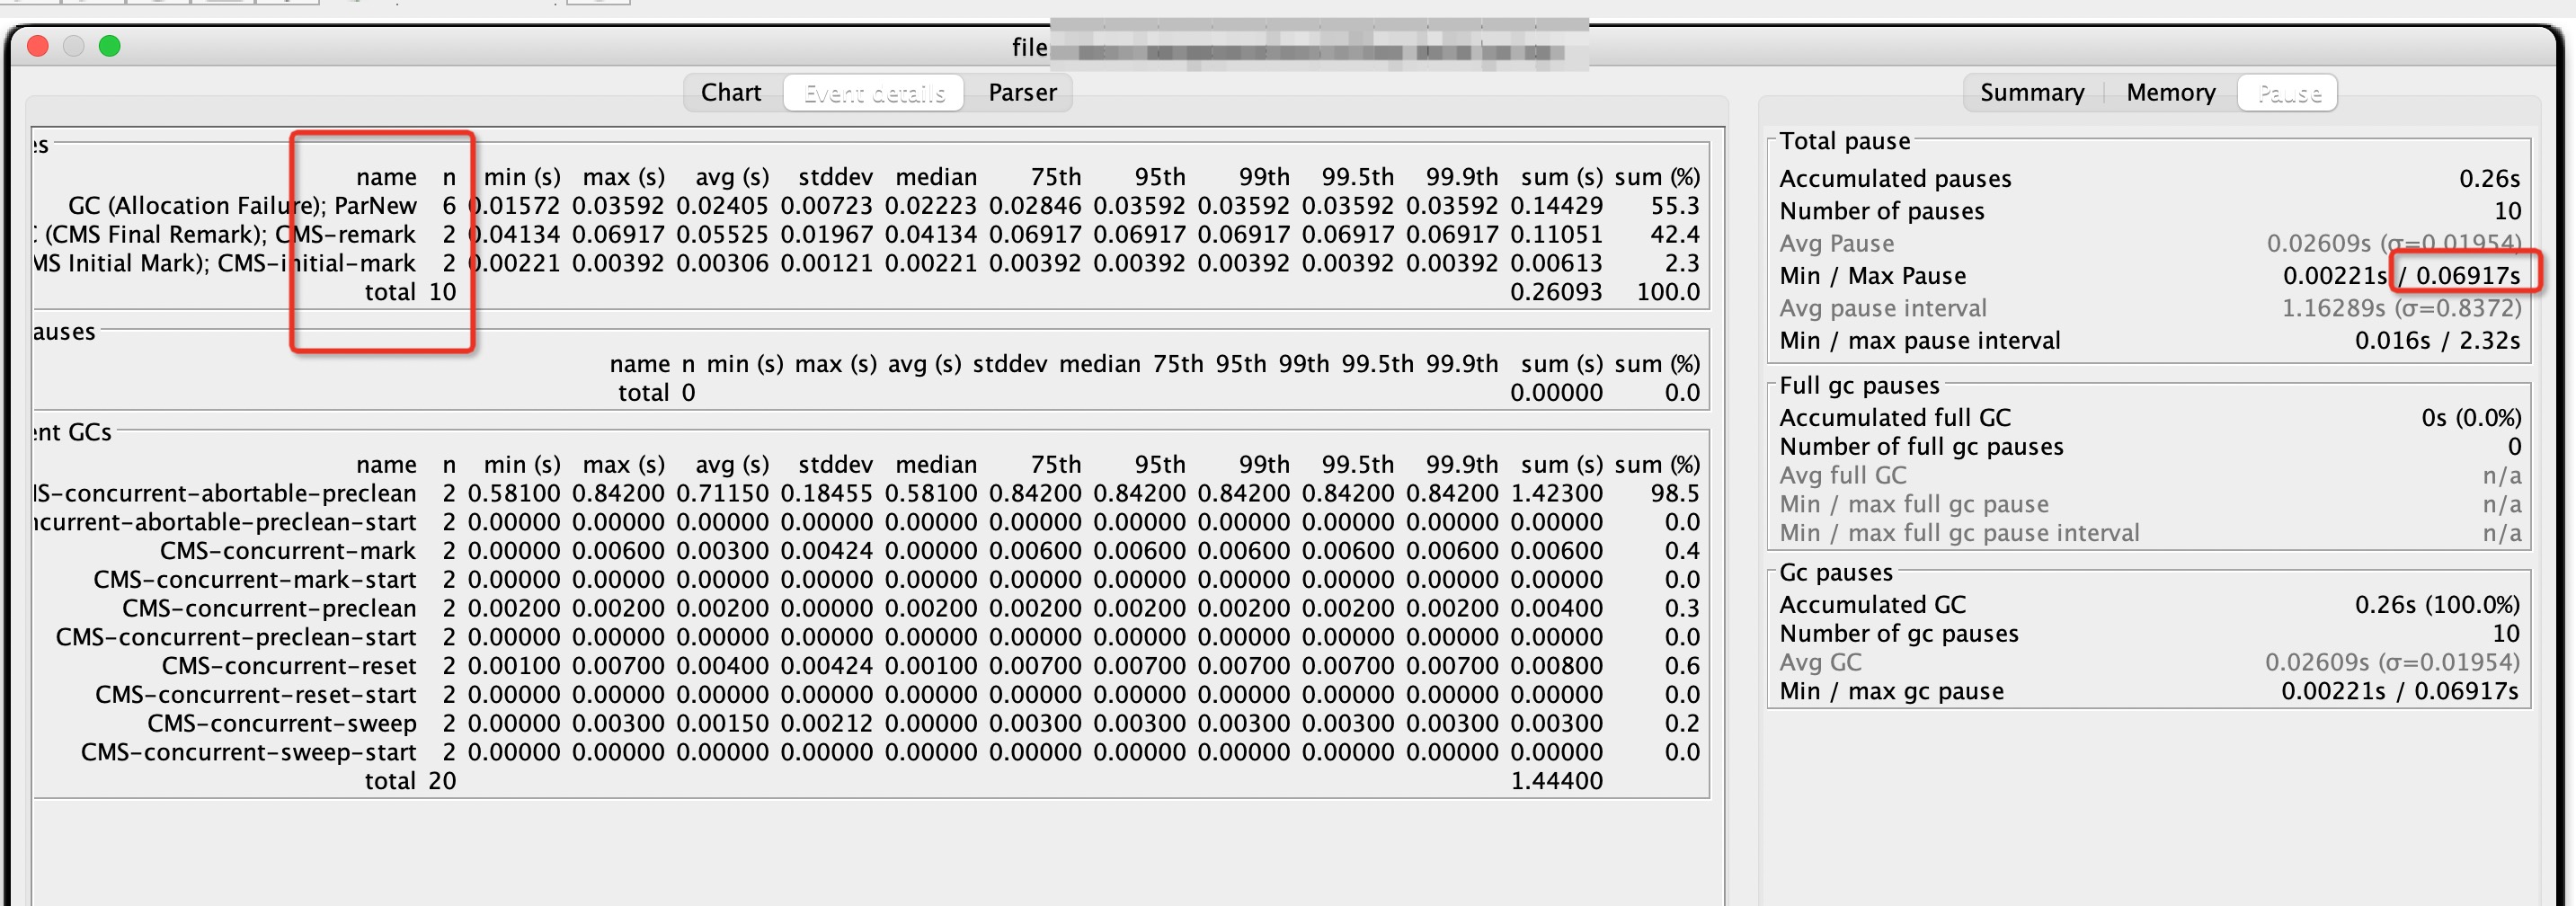 file
Chart Event details Parser
Summary Memory Pause
es
name n min (s) max (s) avg (s) stddev median 75th 95th 99th 99.5th 99.9th sum (s) sum (%)
GC (Allocation Failure); ParNew 6 0.01572 0.03592 0.02405 0.00723 0.02223 0.02846 0.03592 0.03592 0.03592 0.03592 0.14429 55.3
(CMS Final Remark); CMS-remark 2 0.04134 0.06917 0.05525 0.01967 0.04134 0.06917 0.06917 0.06917 0.06917 0.06917 0.11051 42.4
MS Initial Mark); CMS-initial-mark 2 0.00221 0.00392 0.00306 0.00121 0.00221 0.00392 0.00392 0.00392 0.00392 0.00392 0.00613 2.3
total 10 0.26093 100.0
auses
name n min (s) max (s) avg (s) stddev median 75th 95th 99th 99.5th 99.9th sum (s) sum (%)
total 0 0.00000 0.0
ent GCs
name n min (s) max (s) avg (s) stddev median 75th 95th 99th 99.5th 99.9th sum (s) sum (%)
IS-concurrent-abortable-preclean 2 0.58100 0.84200 0.71150 0.18455 0.58100 0.84200 0.84200 0.84200 0.84200 0.84200 1.42300 98.5
ncurrent-abortable-preclean-start 2 0.00000 0.00000 0.00000 0.00000 0.00000 0.00000 0.00000 0.00000 0.00000 0.00000 0.00000 0.0
CMS-concurrent-mark 2 0.00000 0.00600 0.00300 0.00424 0.00000 0.00600 0.00600 0.00600 0.00600 0.00600 0.00600 0.4
CMS-concurrent-mark-start 2 0.00000 0.00000 0.00000 0.00000 0.00000 0.00000 0.00000 0.00000 0.00000 0.00000 0.00000 0.0
CMS-concurrent-preclean 2 0.00200 0.00200 0.00200 0.00000 0.00200 0.00200 0.00200 0.00200 0.00200 0.00200 0.00400 0.3
CMS-concurrent-preclean-start 2 0.00000 0.00000 0.00000 0.00000 0.00000 0.00000 0.00000 0.00000 0.00000 0.00000 0.00000 0.0
CMS-concurrent-reset 2 0.00100 0.00700 0.00400 0.00424 0.00100 0.00700 0.00700 0.00700 0.00700 0.00700 0.00800 0.6
CMS-concurrent-reset-start 2 0.00000 0.00000 0.00000 0.00000 0.00000 0.00000 0.00000 0.00000 0.00000 0.00000 0.00000 0.0
CMS-concurrent-sweep 2 0.00000 0.00300 0.00150 0.00212 0.00000 0.00300 0.00300 0.00300 0.00300 0.00300 0.00300 0.2
CMS-concurrent-sweep-start 2 0.00000 0.00000 0.00000 0.00000 0.00000 0.00000 0.00000 0.00000 0.00000 0.00000 0.00000 0.0
total 20 1.44400
Total pause
Accumulated pauses 0.26s
Number of pauses 10
Avg Pause 0.02609s (σ=0.01954)
Min / Max Pause 0.00221s / 0.06917s
Avg pause interval 1.16289s (σ=0.8372)
Min / max pause interval 0.016s / 2.32s
Full gc pauses
Accumulated full GC 0s (0.0%)
Number of full gc pauses 0
Avg full GC n/a
Min / max full gc pause n/a
Min / max full gc pause interval n/a
Gc pauses
Accumulated GC 0.26s (100.0%)
Number of gc pauses 10
Avg GC 0.02609s (σ=0.01954)
Min / max gc pause 0.00221s / 0.06917s